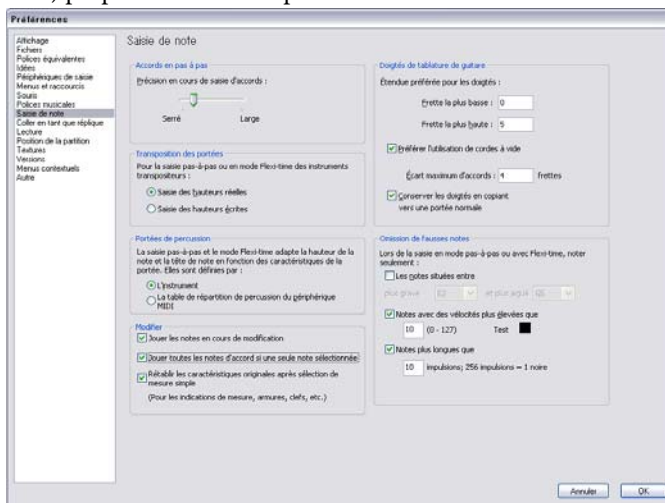 Préférences
Affichage
Fichiers
Polices équivalentes
Idées
Périphériques de saisie
Menus et raccourcis
Souris
Polices musicales
Saisie de note
Coller en tant que réplique
Lecture
Position de la partition
Textures
Versions
Menus contextuels
Autre
Saisie de note
Accords en pas à pas
Précision en cours de saisie d'accords :
Serré Large
Transposition des portées
Pour la saisie pas-à-pas ou en mode Flexi-time des instruments
transpositeurs :
Saisie des hauteurs réelles
Saisie des hauteurs écrites
Portées de percussion
La saisie pas-à-pas et le mode Flexi-time adapte la hauteur de la
note et la tête de note en fonction des caractéristiques de la
portée. Elles sont définies par :
L'instrument
La table de répartition de percussion du périphérique
MIDI
Modifier
Jouer les notes en cours de modification
Jouer toutes les notes d'accord si une seule note sélectionnée
Rétablir les caractéristiques originales après sélection de
mesure simple
(Pour les indications de mesure, armures, clefs, etc.)
Doigtés de tablature de guitare
Étendue préférée pour les doigtés :
Frette la plus basse : 0
Frette la plus haute : 5
Préférer l'utilisation de cordes à vide
Écart maximum d'accords : 4 frettes
Conserver les doigtés en copiant
vers une portée normale
Omission de fausses notes
Lors de la saisie en mode pas-à-pas ou avec Flexi-time, noter
seulement :
Les notes situées entre
plus grave et plus aiguë
Notes avec des vélocités plus élevées que
10 (0 - 127) Test
Notes plus longues que
10 impulsions; 256 impulsions = 1 noire
Annuler OK